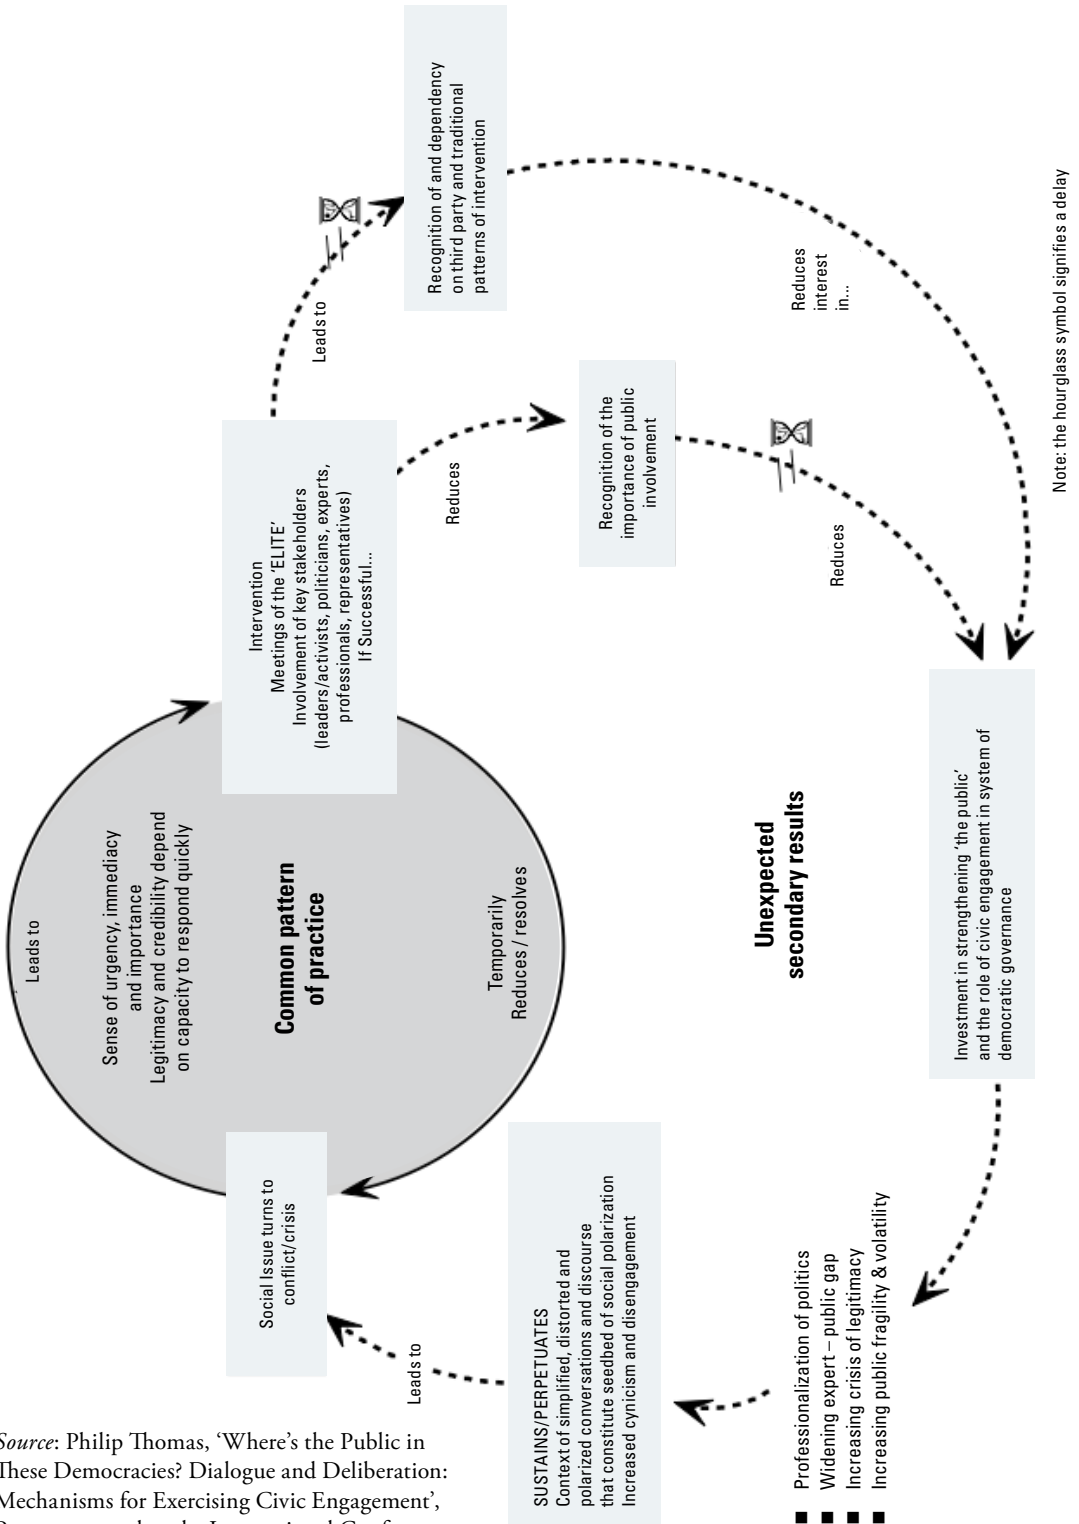 Leads to
Sense of urgency, immediacy
and importance
Legitimacy and credibility depend
on capacity to respond quickly
Common pattern
of practice
Temporarily
Reduces / resolves
Social Issue turns to
conflict/crisis
Intervention
Meetings of the ‘ELITE’
Involvement of key stakeholders
(leaders/activists, politicians, experts,
professionals, representatives)
If Successful...
Leads to
Recognition of and dependency
on third party and traditional
patterns of intervention
Reduces
Recognition of the
importance of public
involvement
Reduces
interest
in...
Reduces
Unexpected
secondary results
Investment in strengthening ‘the public’
and the role of civic engagement in system of
democratic governance
Professionalization of politics
Widening expert – public gap
Increasing crisis of legitimacy
Increasing public fragility & volatility
SUSTAINS/PERPETUATES
Context of simplified, distorted and
polarized conversations and discourse
that constitute seedbed of social polarization
Increased cynicism and disengagement
Leads to
Note: the hourglass symbol signifies a delay
Source: Philip Thomas, ‘Where’s the Public in
These Democracies? Dialogue and Deliberation:
Mechanisms for Exercising Civic Engagement’,